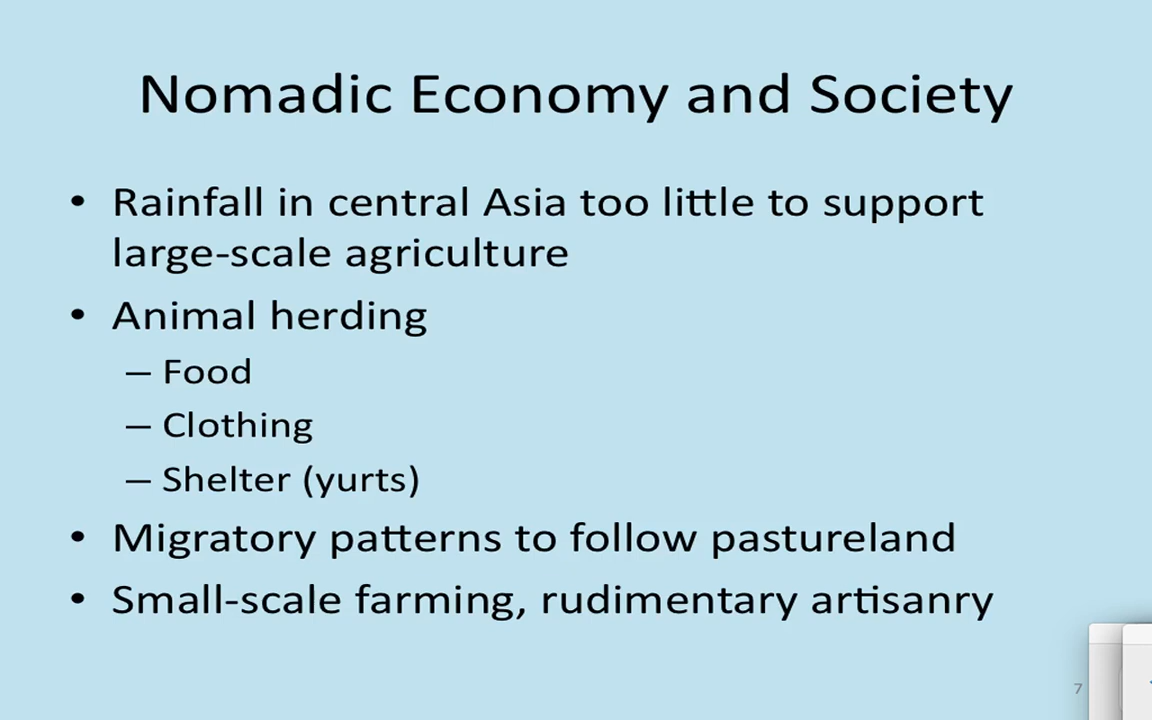 Nomadic Economy and Society
• Rainfall in central Asia too little to support
large-scale agriculture
• Animal herding
– Food
– Clothing
– Shelter (yurts)
• Migratory patterns to follow pastureland
• Small-scale farming, rudimentary artisanry
7